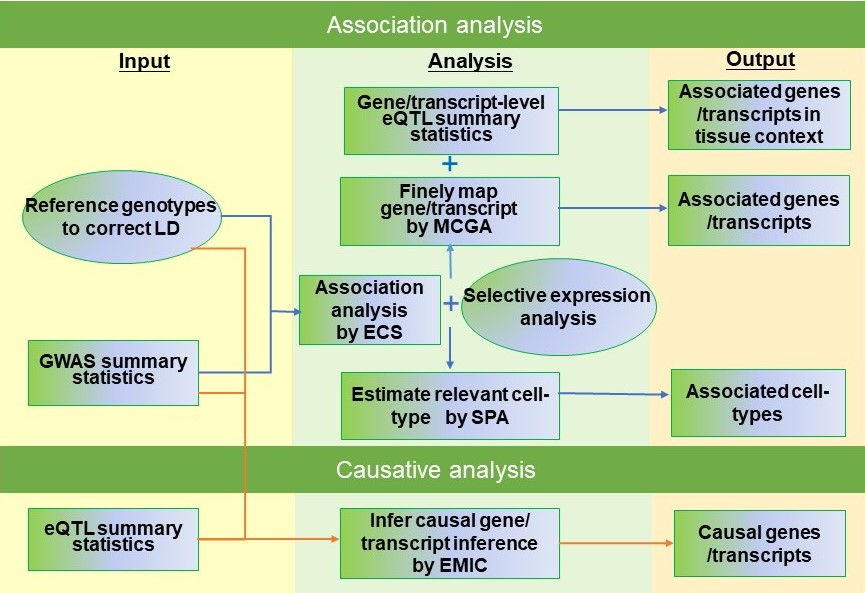 Association analysis
Input
Analysis
Output
Gene/transcript-level
eQTL summary
statistics
Associated genes
/transcripts in
tissue context
+
Reference genotypes
to correct LD
Finely map
gene/transcript
by MCGA
Associated genes
/transcripts
Association
analysis
by ECS
+
Selective expression
analysis
GWAS summary
statistics
Estimate relevant cell-
type by SPA
Associated cell-
types
Causative analysis
eQTL summary
statistics
Infer causal gene/
transcript inference
by EMIC
Causal genes
/transcripts